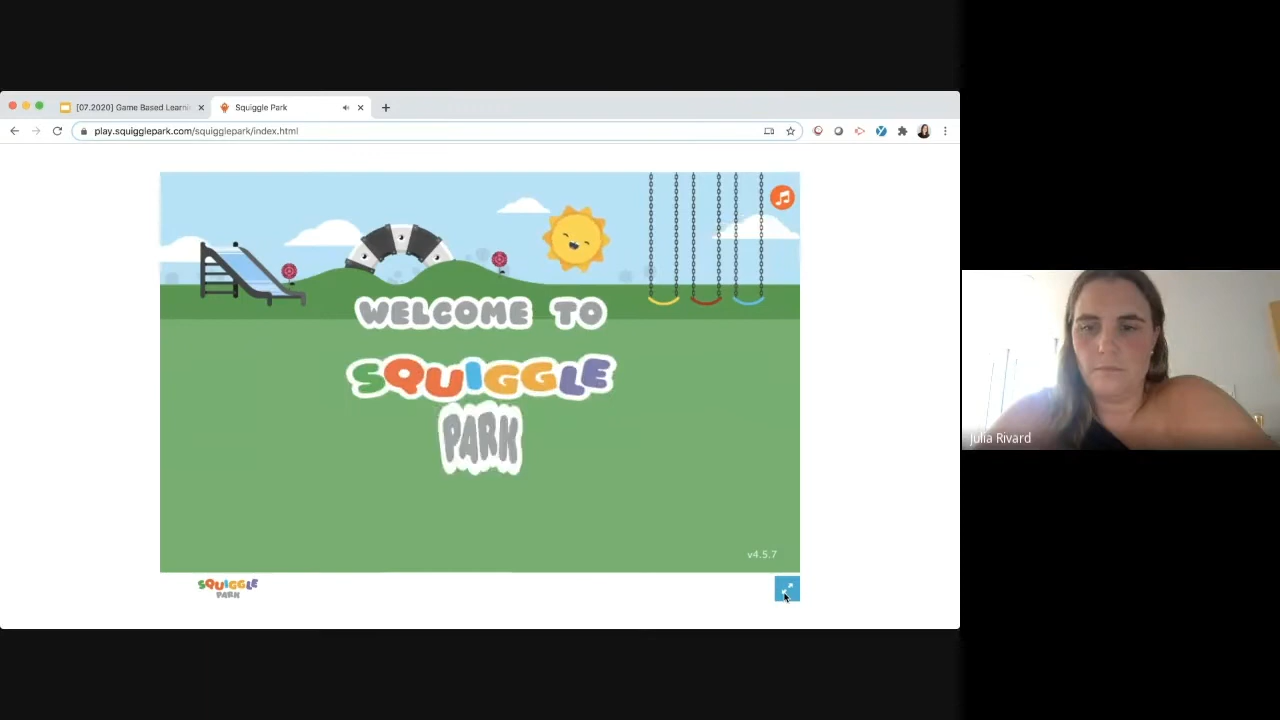 [07.2020] Game Based Learni
Squiggle Park
play.squigglepark.com/squigglepark/index.html
WELCOME TO
SQUIGGLE
PARK
v4.5.7
SQUIGGLE
PARK
Julia Rivard